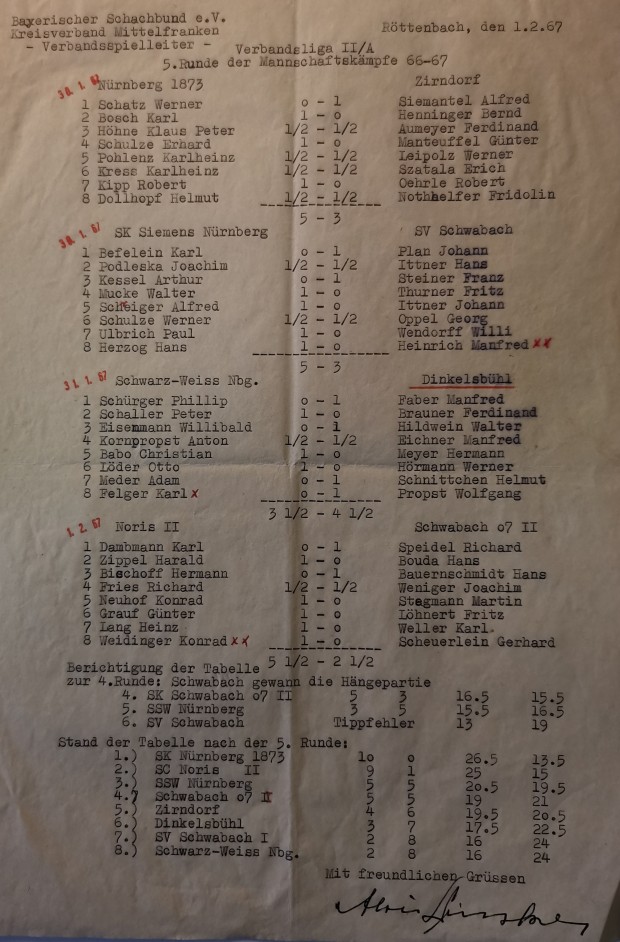 Bayerischer Schachbund e.V.
Kreisverband Mittelfranken
- Verbandsspielleiter -
Röttenbach, den 1.2.67
Verbandsliga II/A
5.Runde der Mannschaftskämpfe 66-67
30.1.67 Nürnberg 1873 Zirndorf
1 Schatz Werner o - 1 Siemantel Alfred
2 Bosch Karl 1 - o Henninger Bernd
3 Höhne Klaus Peter 1/2 - 1/2 Aumeyer Ferdinand
4 Schulze Erhard 1 - o Manteuffel Günter
5 Pohlenz Karlheinz 1/2 - 1/2 Leipolz Werner
6 Kress Karlheinz 1/2 - 1/2 Szatala Erich
7 Kipp Robert 1 - o Oehrle Robert
8 Dollhopf Helmut 1/2 - 1/2 Nothhelfer Fridolin
5 - 3
30.1.67 SK Siemens Nürnberg SV Schwabach
1 Befelein Karl o - 1 Plan Johann
2 Podleska Joachim 1/2 - 1/2 Ittner Hans
3 Kessel Arthur o - 1 Steiner Franz
4 Mucke Walter 1 - o Thurner Fritz
5 Scheiger Alfred 1 - o Ittner Johann
6 Schulze Werner 1/2 - 1/2 Oppel Georg
7 Ulbrich Paul 1 - o Wendorff Willi
8 Herzog Hans 1 - o Heinrich Manfred xx
5 - 3
31.1.67 Schwarz-Weiss Nbg. Dinkelsbühl
1 Schürger Phillip o - 1 Faber Manfred
2 Schaller Peter 1 - o Brauner Ferdinand
3 Eisenmann Willibald o - 1 Hildwein Walter
4 Kornpropst Anton 1/2 - 1/2 Eichner Manfred
5 Babo Christian 1 - o Meyer Hermann
6 Löder Otto 1 - o Hörmann Werner
7 Meder Adam o - 1 Schnittchen Helmut
8 Felger Karl x o - 1 Propst Wolfgang
3 1/2 - 4 1/2
1.2.67 Noris II Schwabach o7 II
1 Dambmann Karl o - 1 Speidel Richard
2 Zippel Harald 1 - o Bouda Hans
3 Bischoff Hermann o - 1 Bauernschmidt Hans
4 Fries Richard 1/2 - 1/2 Weniger Joachim
5 Neuhof Konrad 1 - o Stegmann Martin
6 Grauf Günter 1 - o Löhnert Fritz
7 Lang Heinz 1 - o Weller Karl
8 Weidinger Konrad xx 1 - o Scheuerlein Gerhard
5 1/2 - 2 1/2
Berichtigung der Tabelle
zur 4.Runde: Schwabach gewann die Hängepartie
4. SK Schwabach o7 II 5 3 16.5 15.5
5. SSW Nürnberg 3 5 15.5 16.5
6. SV Schwabach Tippfehler 13 19
Stand der Tabelle nach der 5. Runde:
1.) SK Nürnberg 1873 1o o 26.5 13.5
2.) SC Noris II 9 1 25 15
3.) SSW Nürnberg 5 5 20.5 19.5
4.) Schwabach o7 II 5 5 19 21
5.) Zirndorf 4 6 19.5 2o.5
6.) Dinkelsbühl 3 7 17.5 22.5
7.) SV Schwabach I 2 8 16 24
8.) Schwarz-Weiss Nbg. 2 8 16 24
Mit freundlichen Grüssen